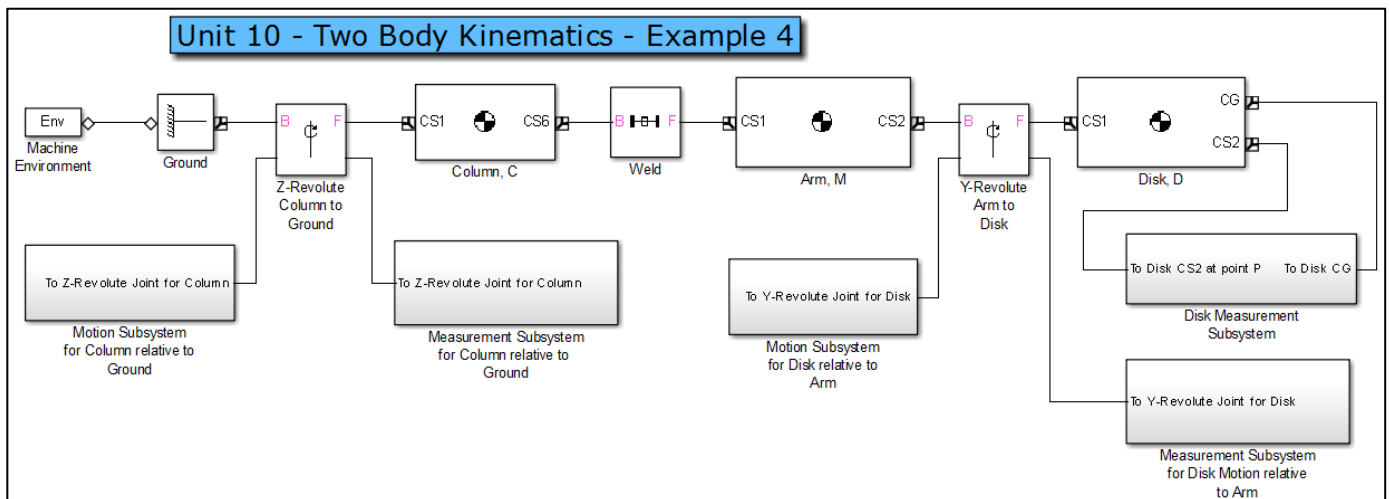 Unit 10 - Two Body Kinematics - Example 4
Env
Machine
Environment
Ground
B
F
Z-Revolute
Column to
Ground
CS1
CS6
Column, C
B
F
Weld
CS1
CS2
Arm, M
B
F
Y-Revolute
Arm to
Disk
CS1
CG
CS2
Disk, D
To Z-Revolute Joint for Column
Motion Subsystem
for Column relative to
Ground
To Z-Revolute Joint for Column
Measurement Subsystem
for Column relative to
Ground
To Y-Revolute Joint for Disk
Motion Subsystem
for Disk relative to
Arm
To Disk CS2 at point P
To Disk CG
Disk Measurement
Subsystem
To Y-Revolute Joint for Disk
Measurement Subsystem
for Disk Motion relative
to Arm